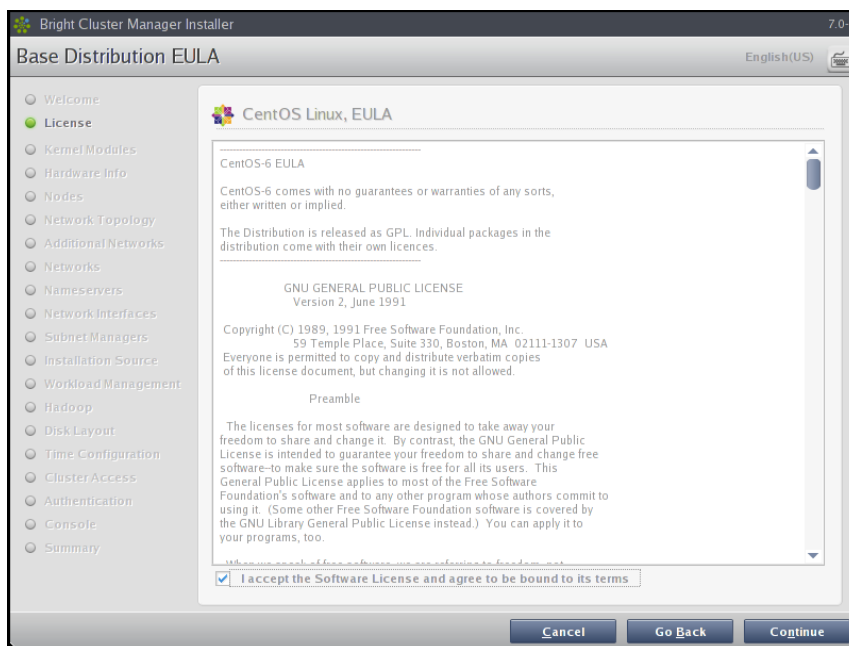 Bright Cluster Manager Installer
7.0-
Base Distribution EULA
English(US)
Welcome
License
Kernel Modules
Hardware Info
Nodes
Network Topology
Additional Networks
Networks
Nameservers
Network Interfaces
Subnet Managers
Installation Source
Workload Management
Hadoop
Disk Layout
Time Configuration
Cluster Access
Authentication
Console
Summary
CentOS Linux, EULA
CentOS-6 EULA
CentOS-6 comes with no guarantees or warranties of any sorts,
either written or implied.
The Distribution is released as GPL. Individual packages in the
distribution come with their own licences.
GNU GENERAL PUBLIC LICENSE
Version 2, June 1991
Copyright (C) 1989, 1991 Free Software Foundation, Inc.
59 Temple Place, Suite 330, Boston, MA 02111-1307 USA
Everyone is permitted to copy and distribute verbatim copies
of this license document, but changing it is not allowed.
Preamble
The licenses for most software are designed to take away your
freedom to share and change it. By contrast, the GNU General Public
License is intended to guarantee your freedom to share and change free
software--to make sure the software is free for all its users. This
General Public License applies to most of the Free Software
Foundation's software and to any other program whose authors commit to
using it. (Some other Free Software Foundation software is covered by
the GNU Library General Public License instead.) You can apply it to
your programs, too.
When we speak of free software, we are referring to freedom, not
I accept the Software License and agree to be bound to its terms
Cancel
Go Back
Continue